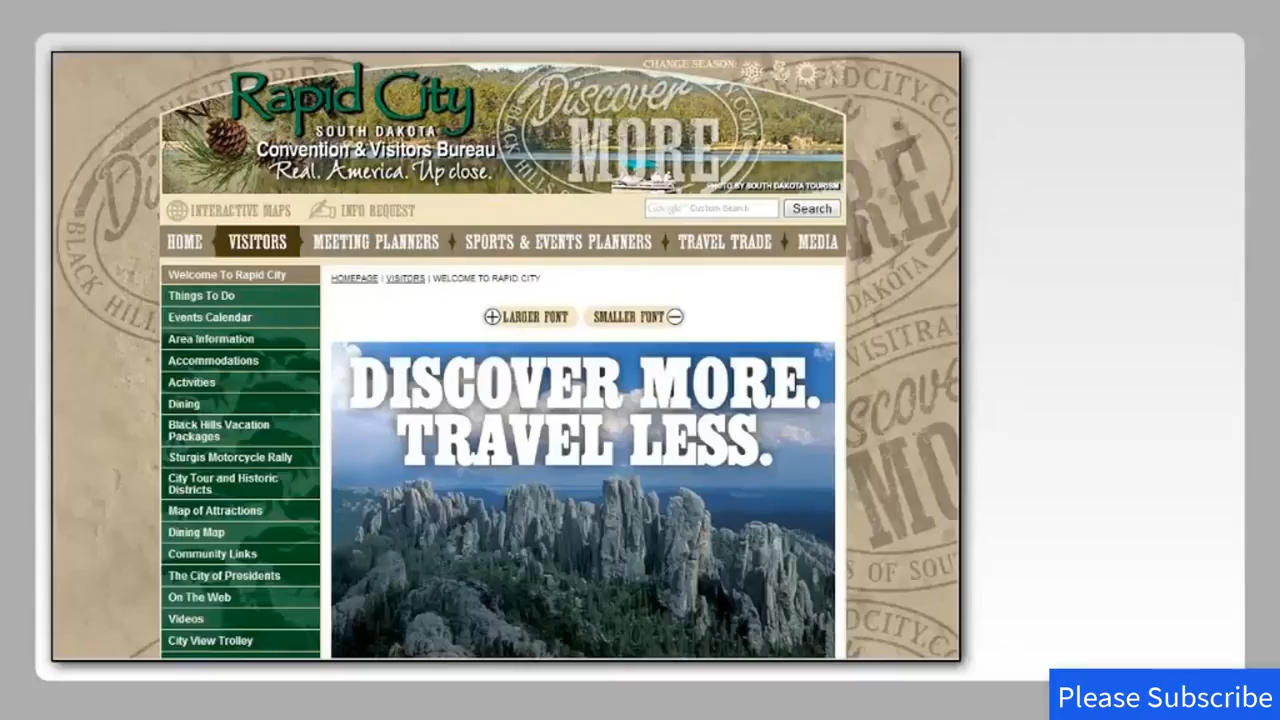 CHANGE SEASON:
Rapid City
SOUTH DAKOTA
Convention & Visitors Bureau
Real. America. Up close.
Discover
MORE
BLACK HILLS
PHOTO BY SOUTH DAKOTA TOURISM
INTERACTIVE MAPS
INFO REQUEST
Google Custom Search
Search
HOME
VISITORS
MEETING PLANNERS
SPORTS & EVENTS PLANNERS
TRAVEL TRADE
MEDIA
Welcome To Rapid City
Things To Do
Events Calendar
Area Information
Accommodations
Activities
Dining
Black Hills Vacation
Packages
Sturgis Motorcycle Rally
City Tour and Historic
Districts
Map of Attractions
Dining Map
Community Links
The City of Presidents
On The Web
Videos
City View Trolley
HOMEPAGE | VISITORS | WELCOME TO RAPID CITY
LARGER FONT
SMALLER FONT
DISCOVER MORE.
TRAVEL LESS.
Please Subscribe